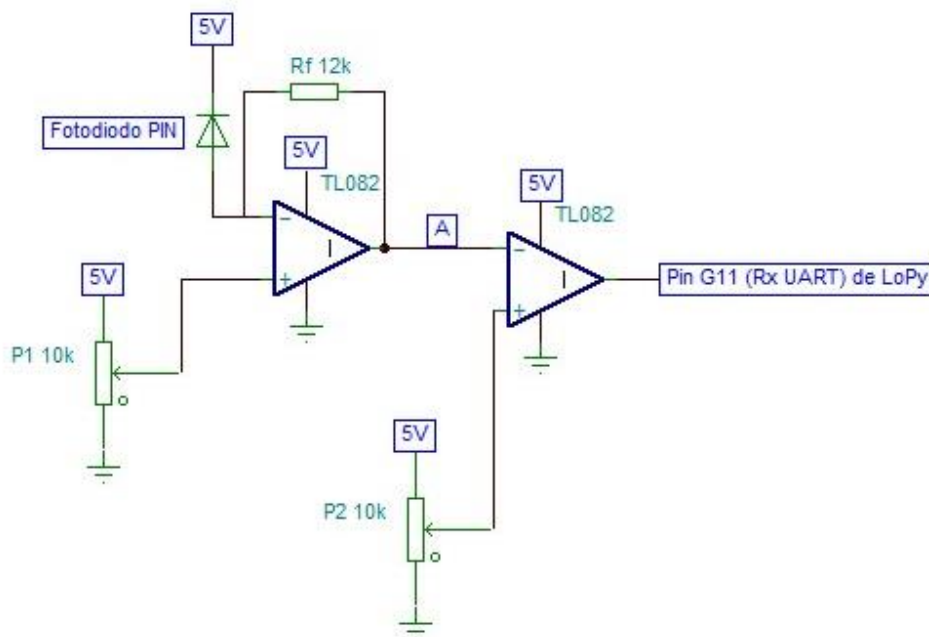 5V
Rf 12k
Fotodiodo PIN
5V
TL082
5V
TL082
A
Pin G11 (Rx UART) de LoPy
5V
P1 10k
5V
P2 10k